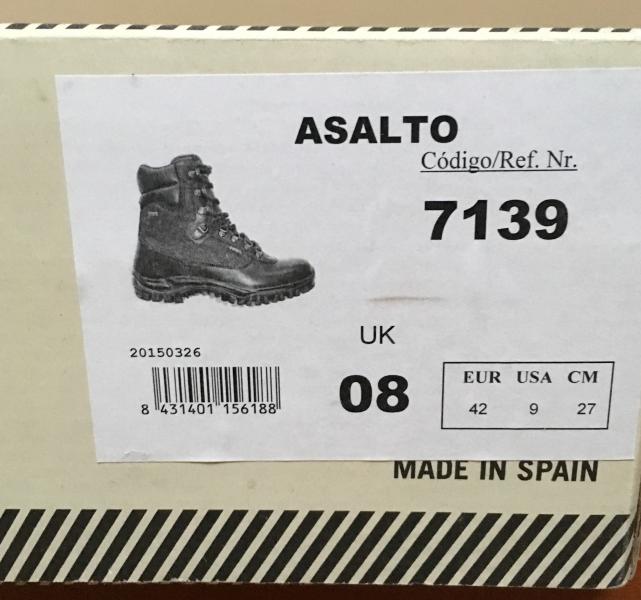 ASALTO
Código/Ref. Nr.
7139
20150326
8 431401 156188
UK
08
EUR USA CM
42 9 27
MADE IN SPAIN